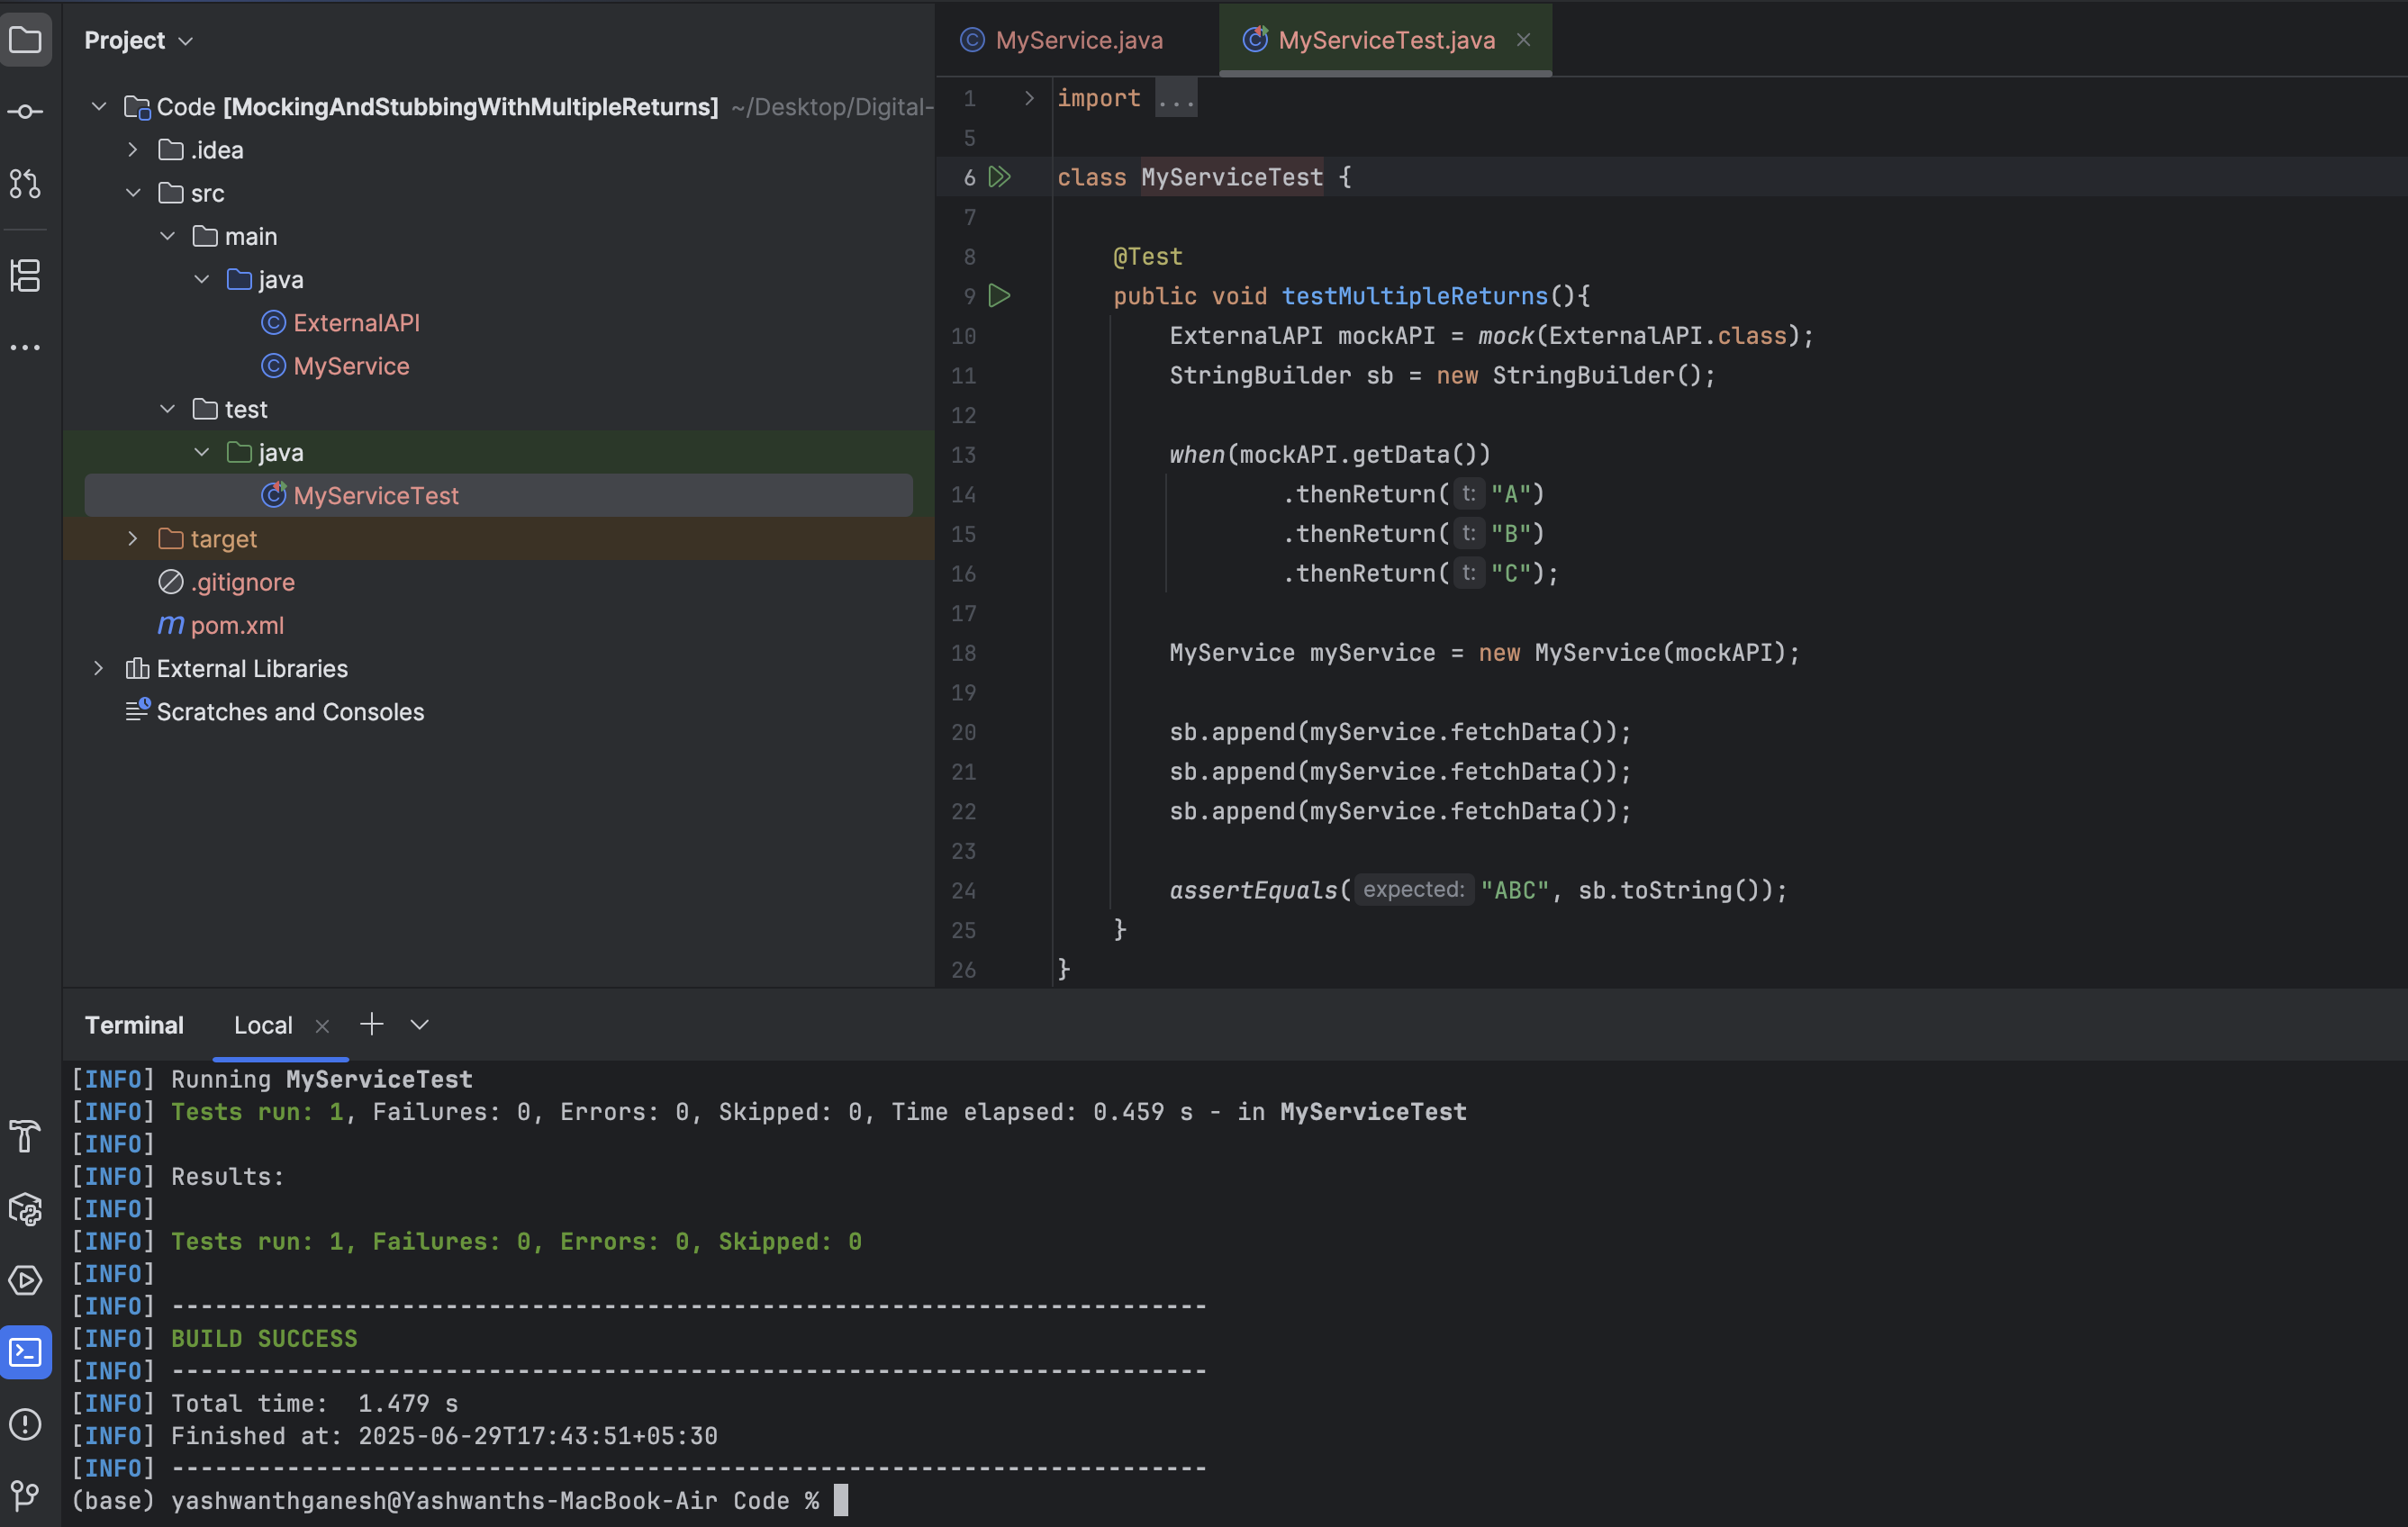 Project
Code [MockingAndStubbingWithMultipleReturns] ~/Desktop/Digital-
.idea
src
main
java
ExternalAPI
MyService
test
java
MyServiceTest
target
.gitignore
pom.xml
External Libraries
Scratches and Consoles
MyService.java MyServiceTest.java
1 import ...
5
6 class MyServiceTest {
7
8 @Test
9 public void testMultipleReturns(){
10 ExternalAPI mockAPI = mock(ExternalAPI.class);
11 StringBuilder sb = new StringBuilder();
12
13 when(mockAPI.getData())
14 .thenReturn( t: "A")
15 .thenReturn( t: "B")
16 .thenReturn( t: "C");
17
18 MyService myService = new MyService(mockAPI);
19
20 sb.append(myService.fetchData());
21 sb.append(myService.fetchData());
22 sb.append(myService.fetchData());
23
24 assertEquals( expected: "ABC", sb.toString());
25 }
26 }
Terminal Local
[INFO] Running MyServiceTest
[INFO] Tests run: 1, Failures: 0, Errors: 0, Skipped: 0, Time elapsed: 0.459 s - in MyServiceTest
[INFO]
[INFO] Results:
[INFO]
[INFO] Tests run: 1, Failures: 0, Errors: 0, Skipped: 0
[INFO]
[INFO] ------------------------------------------------------------------------
[INFO] BUILD SUCCESS
[INFO] ------------------------------------------------------------------------
[INFO] Total time:  1.479 s
[INFO] Finished at: 2025-06-29T17:43:51+05:30
[INFO] ------------------------------------------------------------------------
(base) yashwanthganesh@Yashwanths-MacBook-Air Code %